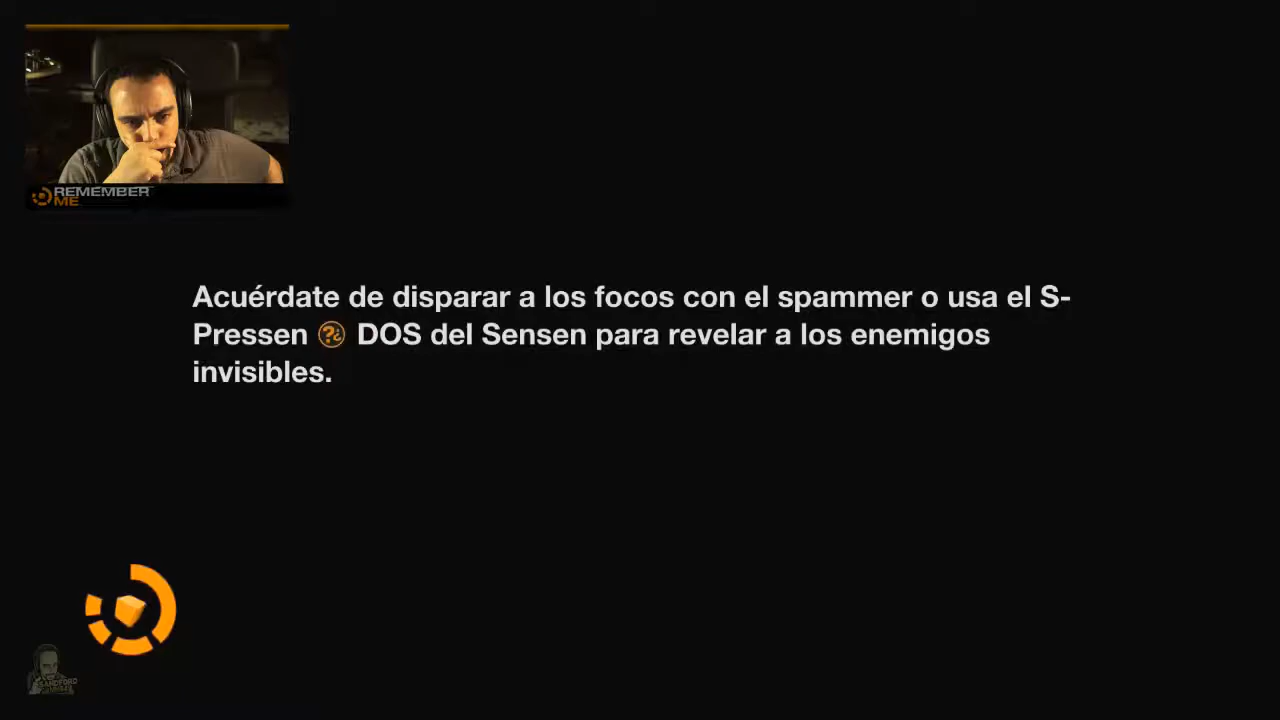 REMEMBER
ME
Acuérdate de disparar a los focos con el spammer o usa el S-
Pressen DOS del Sensen para revelar a los enemigos
invisibles.